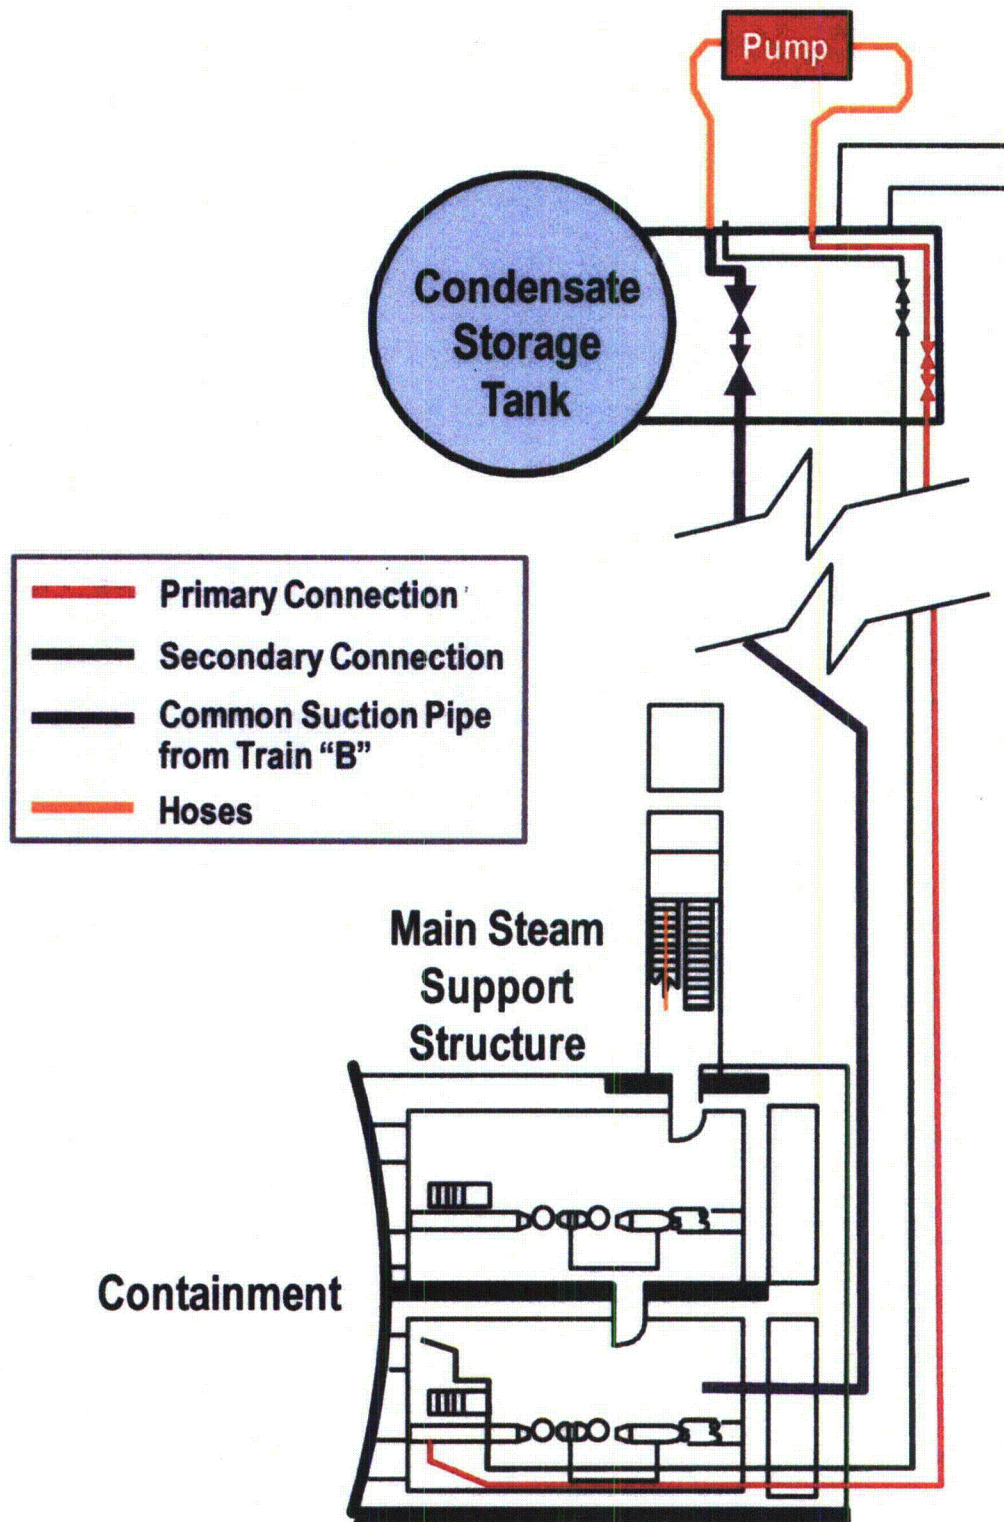 Pump
Condensate
Storage
Tank
Primary Connection
Secondary Connection
Common Suction Pipe
from Train “B”
Hoses
Main Steam
Support
Structure
Containment